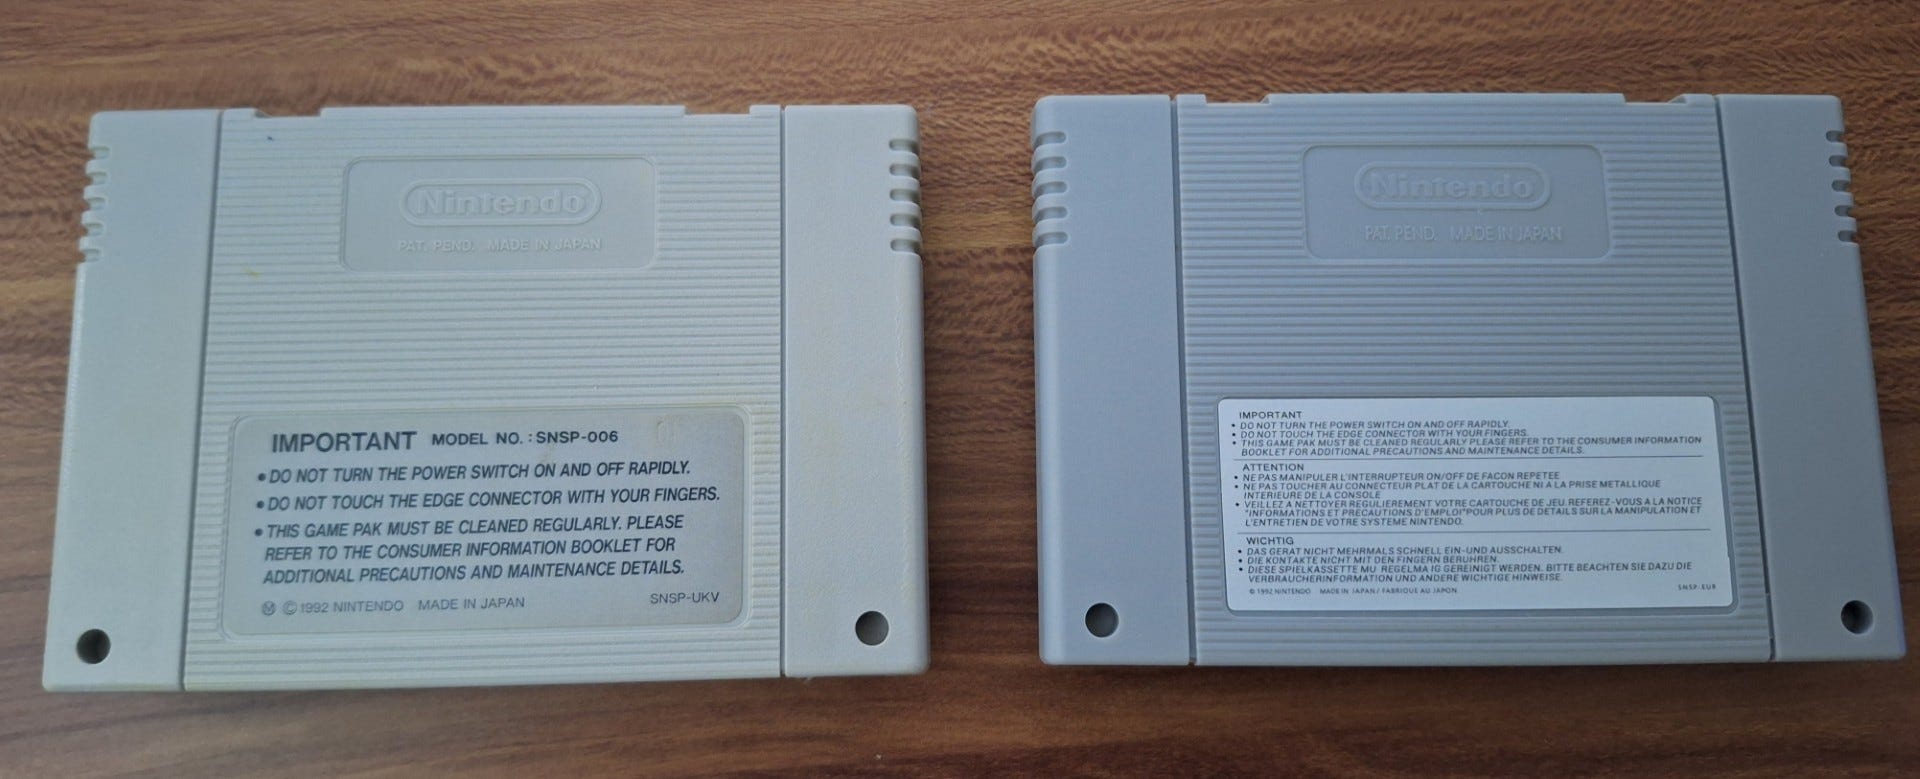 Nintendo
PAT. PEND. MADE IN JAPAN
IMPORTANT MODEL NO. : SNSP-006
• DO NOT TURN THE POWER SWITCH ON AND OFF RAPIDLY.
• DO NOT TOUCH THE EDGE CONNECTOR WITH YOUR FINGERS.
• THIS GAME PAK MUST BE CLEANED REGULARLY. PLEASE
REFER TO THE CONSUMER INFORMATION BOOKLET FOR
ADDITIONAL PRECAUTIONS AND MAINTENANCE DETAILS.
Ⓜ ©1992 NINTENDO MADE IN JAPAN SNSP-UKV
Nintendo
PAT. PEND. MADE IN JAPAN
IMPORTANT
• DO NOT TURN THE POWER SWITCH ON AND OFF RAPIDLY.
• DO NOT TOUCH THE EDGE CONNECTOR WITH YOUR FINGERS.
• THIS GAME PAK MUST BE CLEANED REGULARLY PLEASE REFER TO THE CONSUMER INFORMATION
BOOKLET FOR ADDITIONAL PRECAUTIONS AND MAINTENANCE DETAILS.
ATTENTION
• NE PAS MANIPULER L'INTERRUPTEUR ON/OFF DE FACON REPETEE
• NE PAS TOUCHER AU CONNECTEUR PLAT DE LA CARTOUCHE NI A LA PRISE METALLIQUE
INTERIEURE DE LA CONSOLE
• VEILLEZ A NETTOYER REGULIEREMENT VOTRE CARTOUCHE DE JEU. REFEREZ-VOUS A LA NOTICE
"INFORMATIONS ET PRECAUTIONS D'EMPLOI" POUR PLUS DE DETAILS SUR LA MANIPULATION ET
L'ENTRETIEN DE VOTRE SYSTEME NINTENDO.
WICHTIG
• DAS GERAT NICHT MEHRMALS SCHNELL EIN-UND AUSSCHALTEN.
• DIE KONTAKTE NICHT MIT DEN FINGERN BERUHREN
• DIESE SPIELKASSETTE MU REGELMA IG GEREINIGT WERDEN. BITTE BEACHTEN SIE DAZU DIE
VERBRAUCHERINFORMATION UND ANDERE WICHTIGE HINWEISE.
© 1992 NINTENDO MADE IN JAPAN / FABRIQUE AU JAPON SNSP-EUR